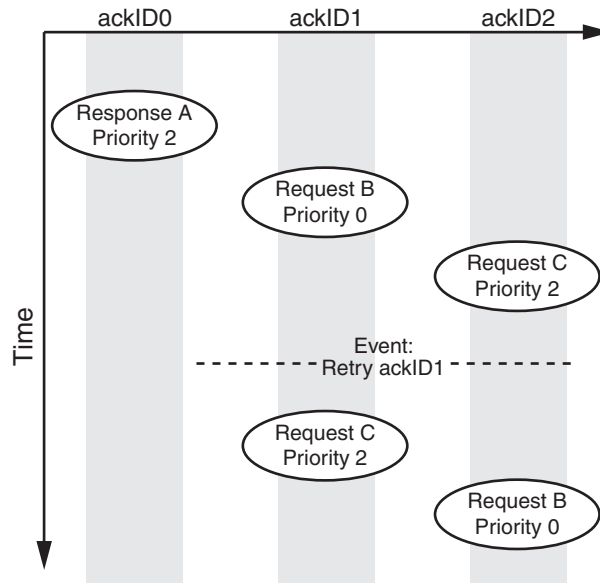 ackID0
ackID1
ackID2
Response A
Priority 2
Request B
Priority 0
Request C
Priority 2
Time
Event:
Retry ackID1
Request C
Priority 2
Request B
Priority 0